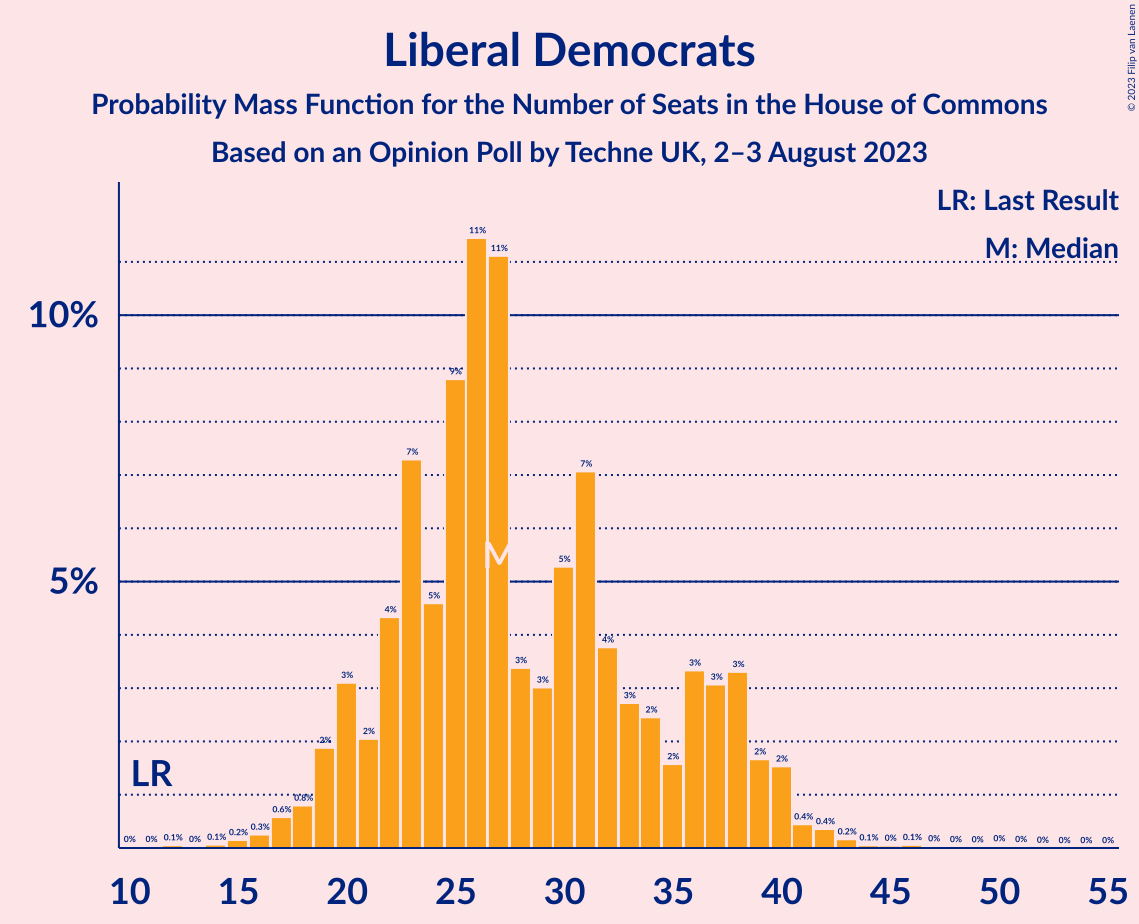 Liberal Democrats
Probability Mass Function for the Number of Seats in the House of Commons
Based on an Opinion Poll by Techne UK, 2–3 August 2023
© 2023 Filip van Laenen
LR: Last Result
M: Median
10%
5%
LR
M
0% 0% 0.1% 0% 0.1% 0.2% 0.3% 0.6% 0.8% 2% 3% 2% 4% 7% 5% 9% 11% 11% 3% 3% 5% 7% 4% 3% 2% 2% 3% 3% 3% 2% 2% 0.4% 0.4% 0.2% 0.1% 0% 0.1% 0% 0% 0% 0% 0% 0% 0% 0% 0%
10 15 20 25 30 35 40 45 50 55